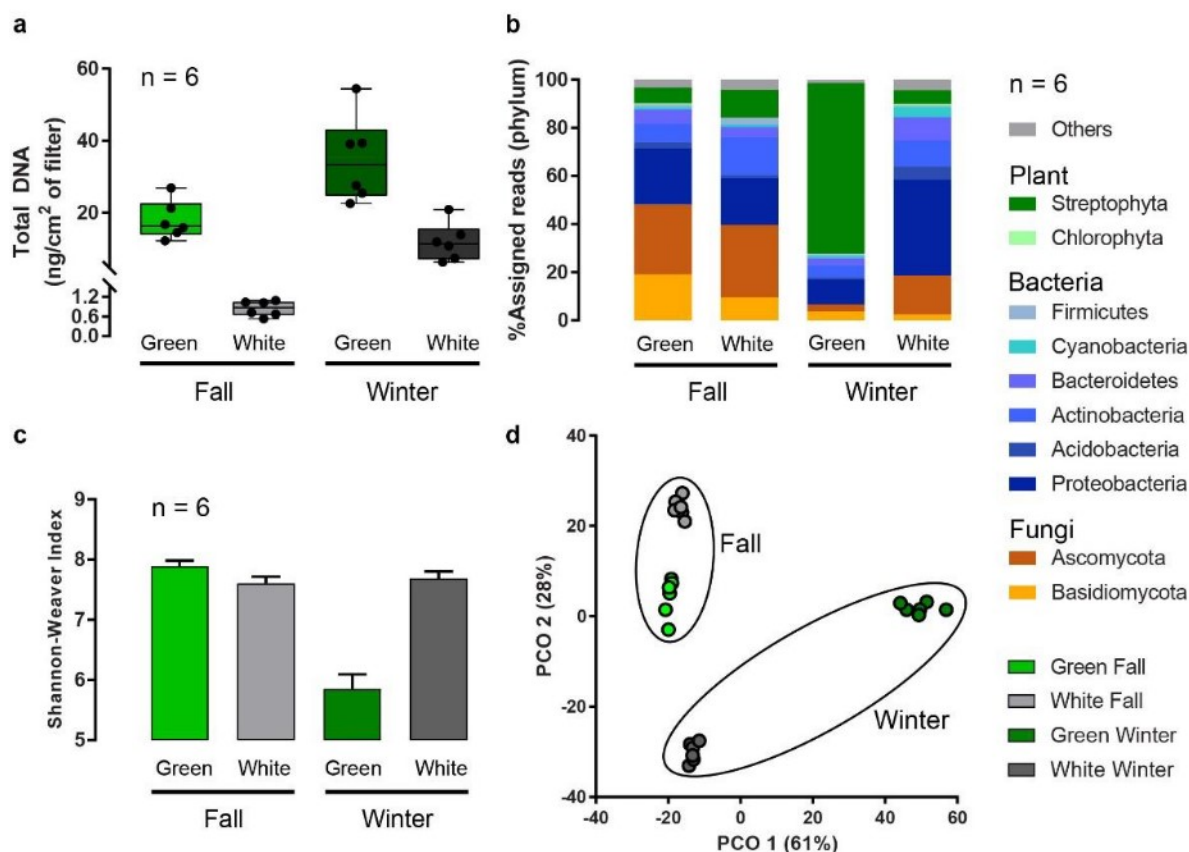 a
Total DNA
(ng/cm² of filter)
60
40
20
1.2
0.6
0.0
n = 6
Green
White
Green
White
Fall
Winter
b
%Assigned reads (phylum)
100
80
60
40
20
0
Green
White
Green
White
Fall
Winter
n = 6
Others
Plant
Streptophyta
Chlorophyta
Bacteria
Firmicutes
Cyanobacteria
Bacteroidetes
Actinobacteria
Acidobacteria
Proteobacteria
Fungi
Ascomycota
Basidiomycota
c
Shannon-Weaver Index
9
8
7
6
5
n = 6
Green
White
Green
White
Fall
Winter
d
PCO 2 (28%)
40
20
0
-20
-40
Fall
Winter
-40
-20
0
20
40
60
PCO 1 (61%)
Green Fall
White Fall
Green Winter
White Winter